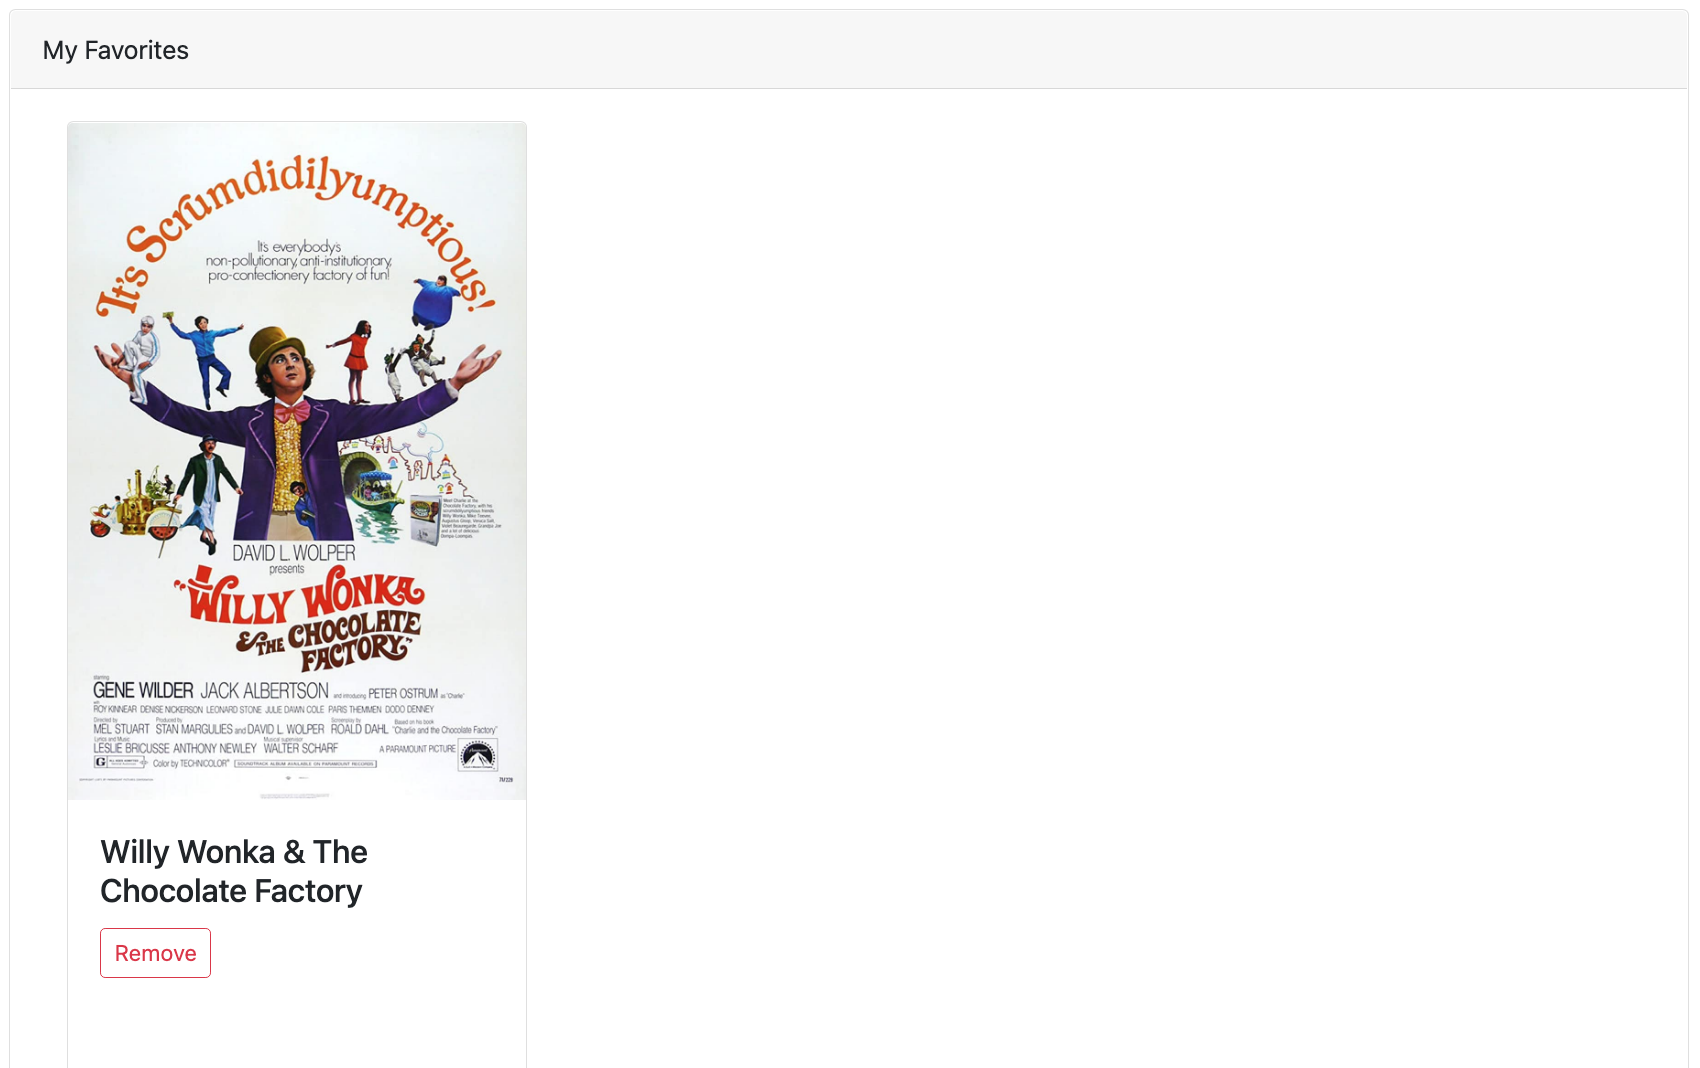 My Favorites
It's Scrumdidilyumptious!
It's everybody's
non-pollutionary, anti-institutionary,
pro-confectionery factory of fun!
DAVID L. WOLPER
presents
"WILLY WONKA
& THE CHOCOLATE
FACTORY"
starring
GENE WILDER JACK ALBERTSON and introducing PETER OSTRUM as "Charlie"
with
ROY KINNEAR DENISE NICKERSON LEONARD STONE JULIE DAWN COLE PARIS THEMMEN DODO DENNEY
Directed by Produced by Screenplay by Based on his book
MEL STUART STAN MARGULIES and DAVID L. WOLPER ROALD DAHL "Charlie and the Chocolate Factory"
Lyrics and Music Musical supervisor
LESLIE BRICUSSE ANTHONY NEWLEY WALTER SCHARF A PARAMOUNT PICTURE
G Color by TECHNICOLOR® SOUNDTRACK ALBUM AVAILABLE ON PARAMOUNT RECORDS
Willy Wonka & The
Chocolate Factory
Remove